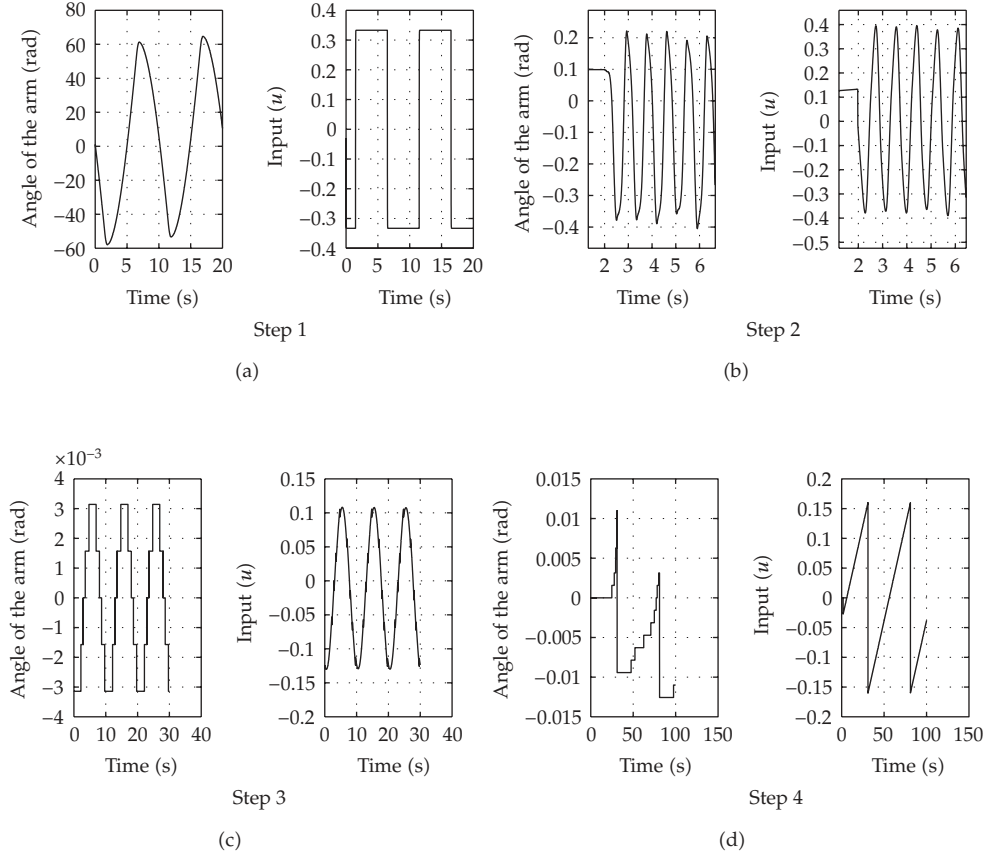 Angle of the arm (rad)
80
60
40
20
0
−20
−40
−60
0 5 10 15 20
Time (s)
Input (u)
0.4
0.3
0.2
0.1
0
−0.1
−0.2
−0.3
−0.4
0 5 10 15 20
Time (s)
Step 1
(a)
Angle of the arm (rad)
0.2
0.1
0
−0.1
−0.2
−0.3
−0.4
2 3 4 5 6
Time (s)
Input (u)
0.4
0.3
0.2
0.1
0
−0.1
−0.2
−0.3
−0.4
−0.5
2 3 4 5 6
Time (s)
Step 2
(b)
×10−3
Angle of the arm (rad)
4
3
2
1
0
−1
−2
−3
−4
0 10 20 30 40
Time (s)
Input (u)
0.15
0.1
0.05
0
−0.05
−0.1
−0.15
−0.2
0 10 20 30 40
Time (s)
Step 3
(c)
Angle of the arm (rad)
0.015
0.01
0.005
0
−0.005
−0.01
−0.015
0 50 100 150
Time (s)
Input (u)
0.2
0.15
0.1
0.05
0
−0.05
−0.1
−0.15
−0.2
0 50 100 150
Time (s)
Step 4
(d)